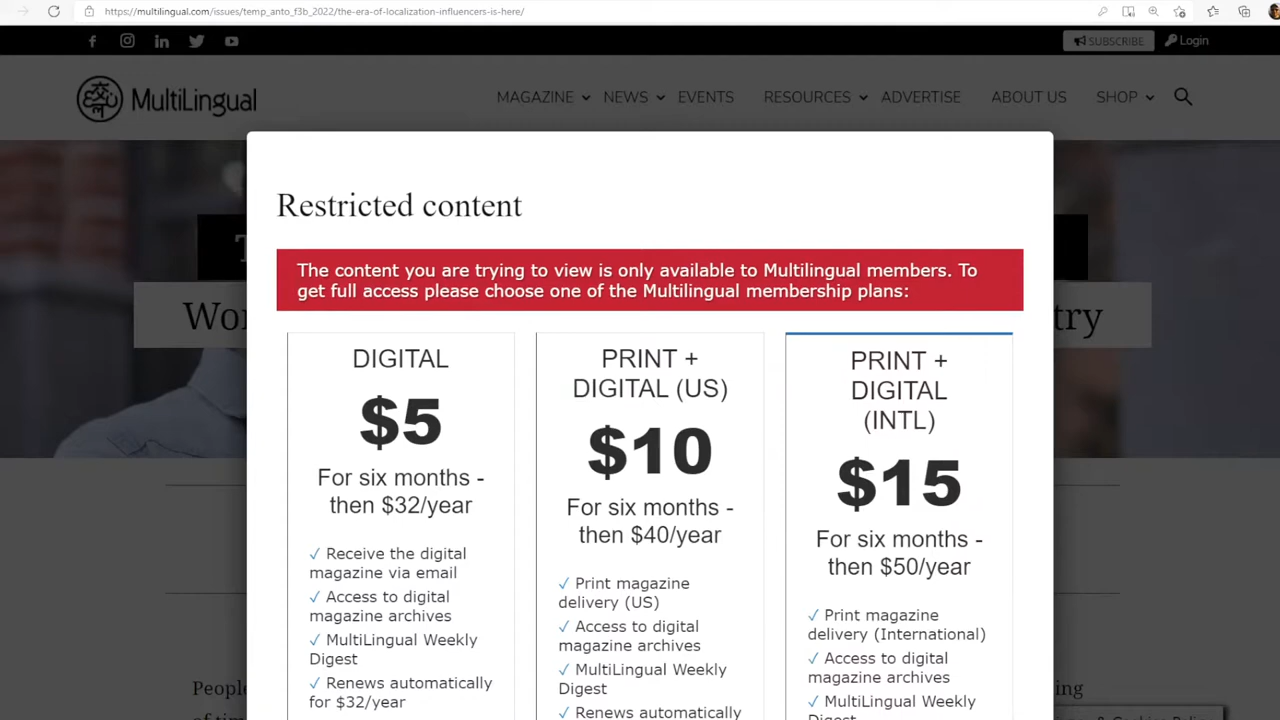 https://multilingual.com/issues/temp_anto_f3b_2022/the-era-of-localization-influencers-is-here/
SUBSCRIBE
Login
MultiLingual
MAGAZINE NEWS EVENTS RESOURCES ADVERTISE ABOUT US SHOP
Restricted content
The content you are trying to view is only available to Multilingual members. To
get full access please choose one of the Multilingual membership plans:
DIGITAL
$5
For six months -
then $32/year
✓ Receive the digital
magazine via email
✓ Access to digital
magazine archives
✓ MultiLingual Weekly
Digest
✓ Renews automatically
for $32/year
PRINT +
DIGITAL (US)
$10
For six months -
then $40/year
✓ Print magazine
delivery (US)
✓ Access to digital
magazine archives
✓ MultiLingual Weekly
Digest
✓ Renews automatically
PRINT +
DIGITAL
(INTL)
$15
For six months -
then $50/year
✓ Print magazine
delivery (International)
✓ Access to digital
magazine archives
✓ MultiLingual Weekly
Digest
People